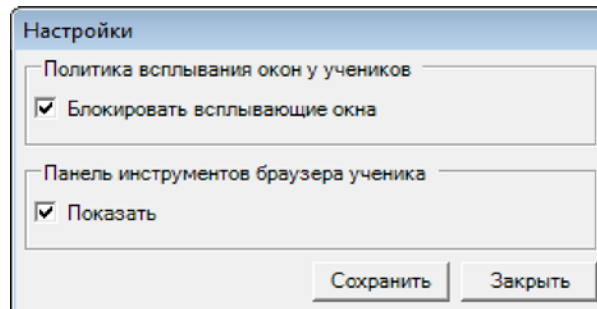 Настройки
Политика всплывания окон у учеников
Блокировать всплывающие окна
Панель инструментов браузера ученика
Показать
Сохранить Закрыть